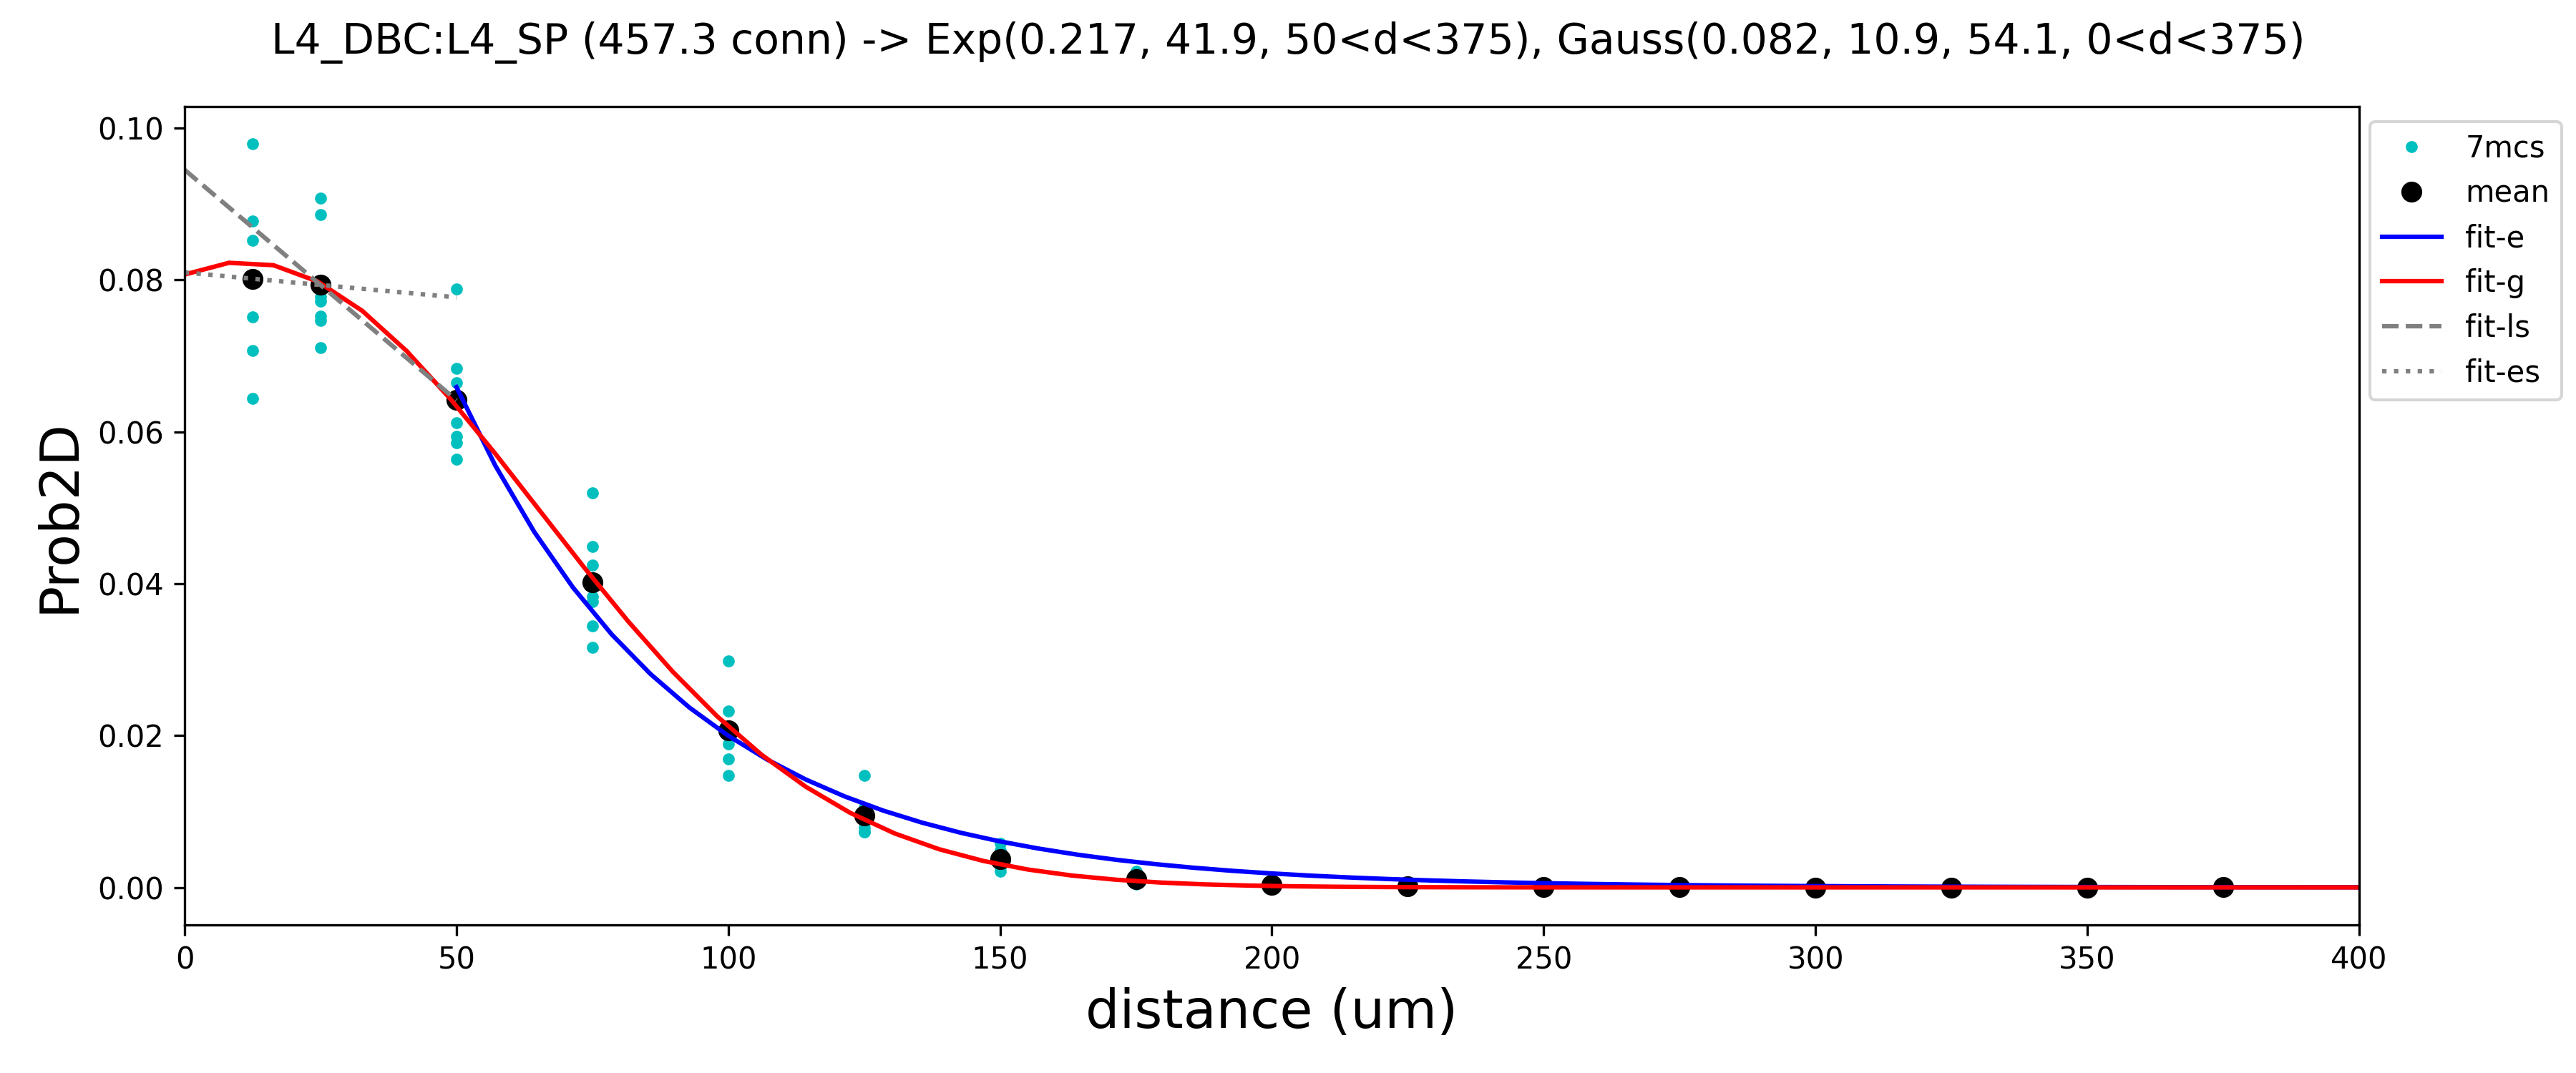 L4_DBC:L4_SP (457.3 conn) -> Exp(0.217, 41.9, 50<d<375), Gauss(0.082, 10.9, 54.1, 0<d<375)
Prob2D
0.10
0.08
0.06
0.04
0.02
0.00
0 50 100 150 200 250 300 350 400
distance (um)
7mcs
mean
fit-e
fit-g
fit-ls
fit-es